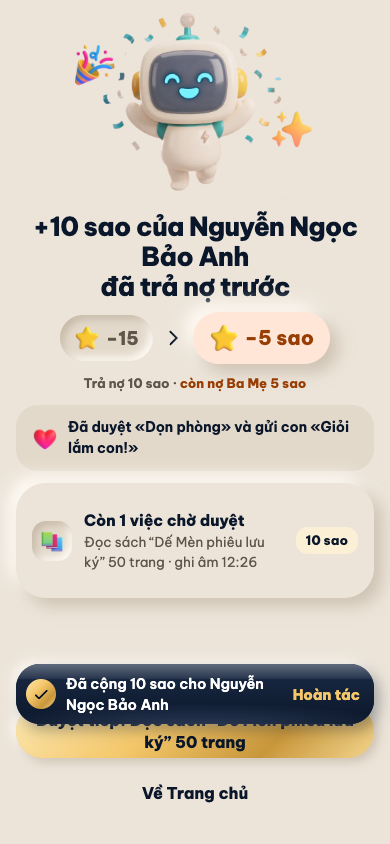 +10 sao của Nguyễn Ngọc
Bảo Anh
đã trả nợ trước
−15
−5 sao
Trả nợ 10 sao · còn nợ Ba Mẹ 5 sao
Đã duyệt «Dọn phòng» và gửi con «Giỏi
lắm con!»
Còn 1 việc chờ duyệt
Đọc sách “Dế Mèn phiêu lưu
ký” 50 trang · ghi âm 12:26
10 sao
Đã cộng 10 sao cho Nguyễn
Ngọc Bảo Anh
Hoàn tác
ký” 50 trang
Về Trang chủ